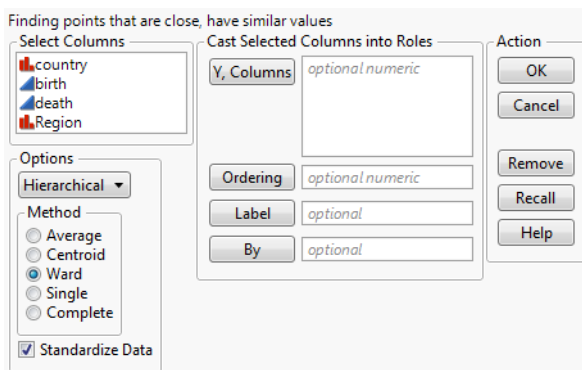 Finding points that are close, have similar values
Select Columns
country
birth
death
Region
Options
Hierarchical
Method
Average
Centroid
Ward
Single
Complete
Standardize Data
Cast Selected Columns into Roles
Y, Columns optional numeric
Ordering optional numeric
Label optional
By optional
Action
OK
Cancel
Remove
Recall
Help